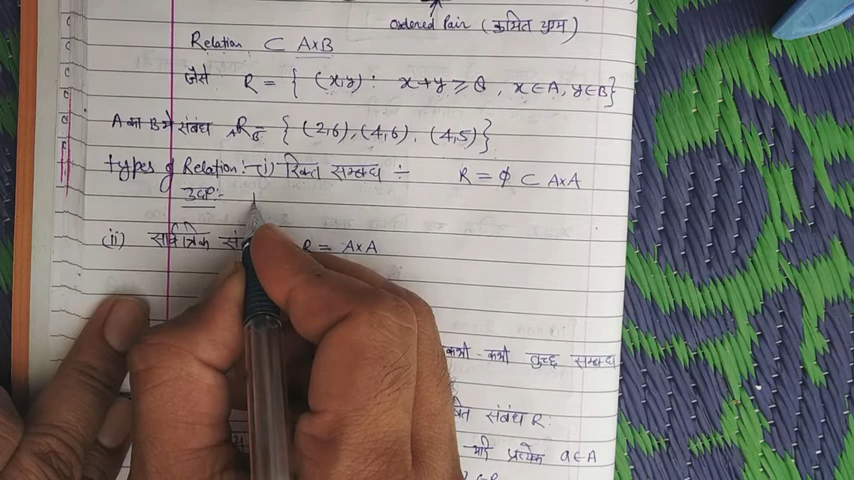 ordered Pair (क्रमित युग्म)
Relation, ⊂ A×B
जैसे R = { (x,y) : x+y ≥ 8, x∈A, y∈B}
A का B में संबंध ARB = { (2,6), (4,6), (4,5)}
types of Relation:- (i) रिक्त सम्बन्ध ÷ R = ϕ ⊂ A×A
(ii) सार्वत्रिक R = A×A
कभी कभी तुच्छ सम्बन्ध
संबंध R.
प्रत्येक a∈A